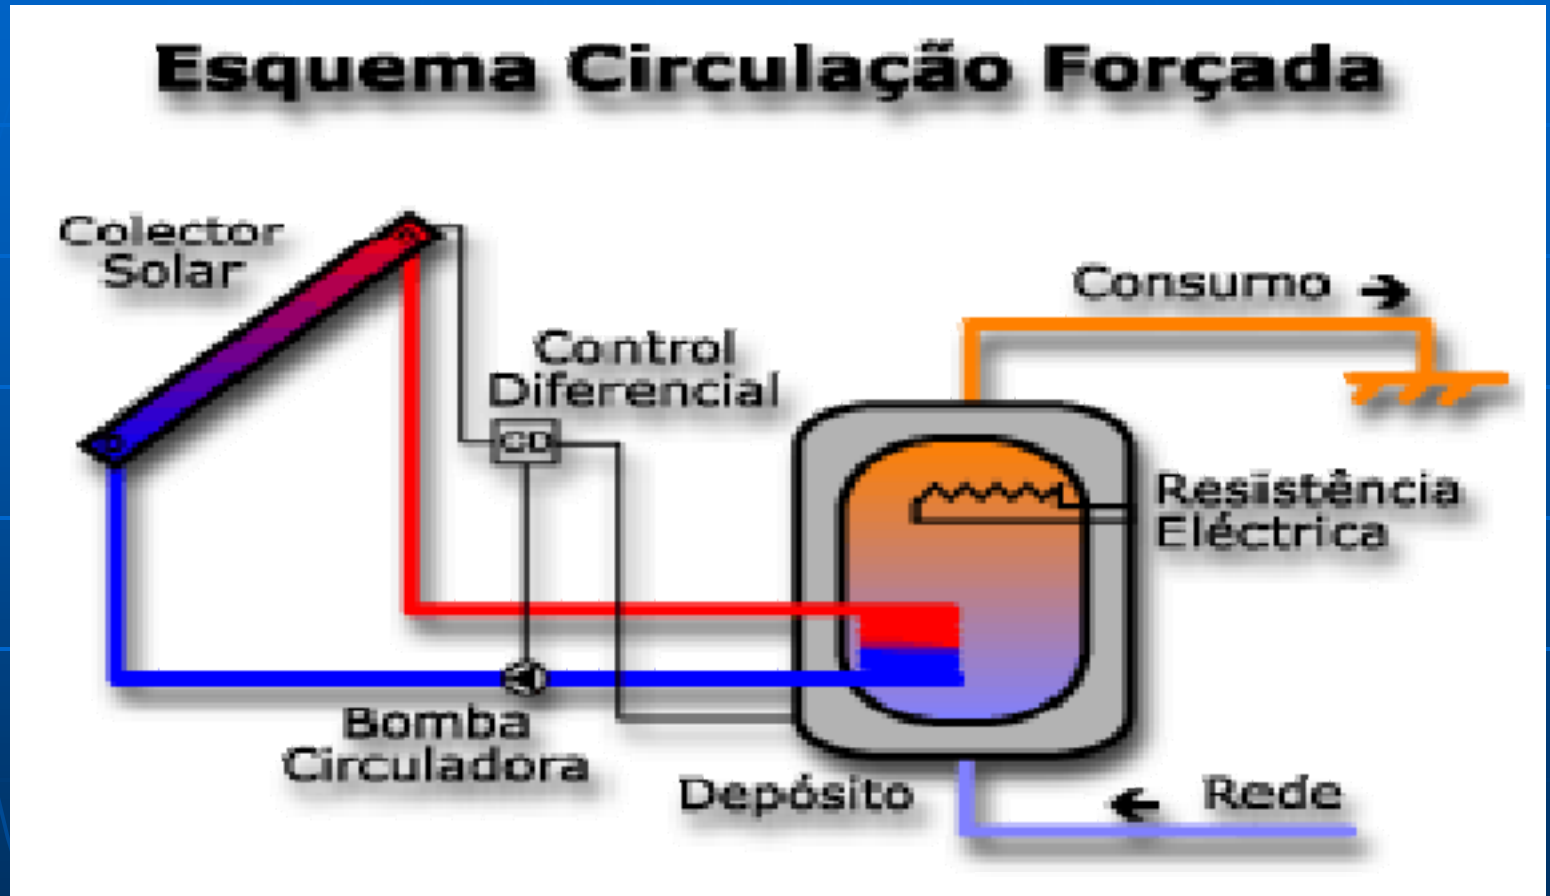 Esquema Circulação Forçada
Colector
Solar
Consumo
Control
Diferencial
CD
Resistência
Eléctrica
Bomba
Circuladora
Depósito
Rede